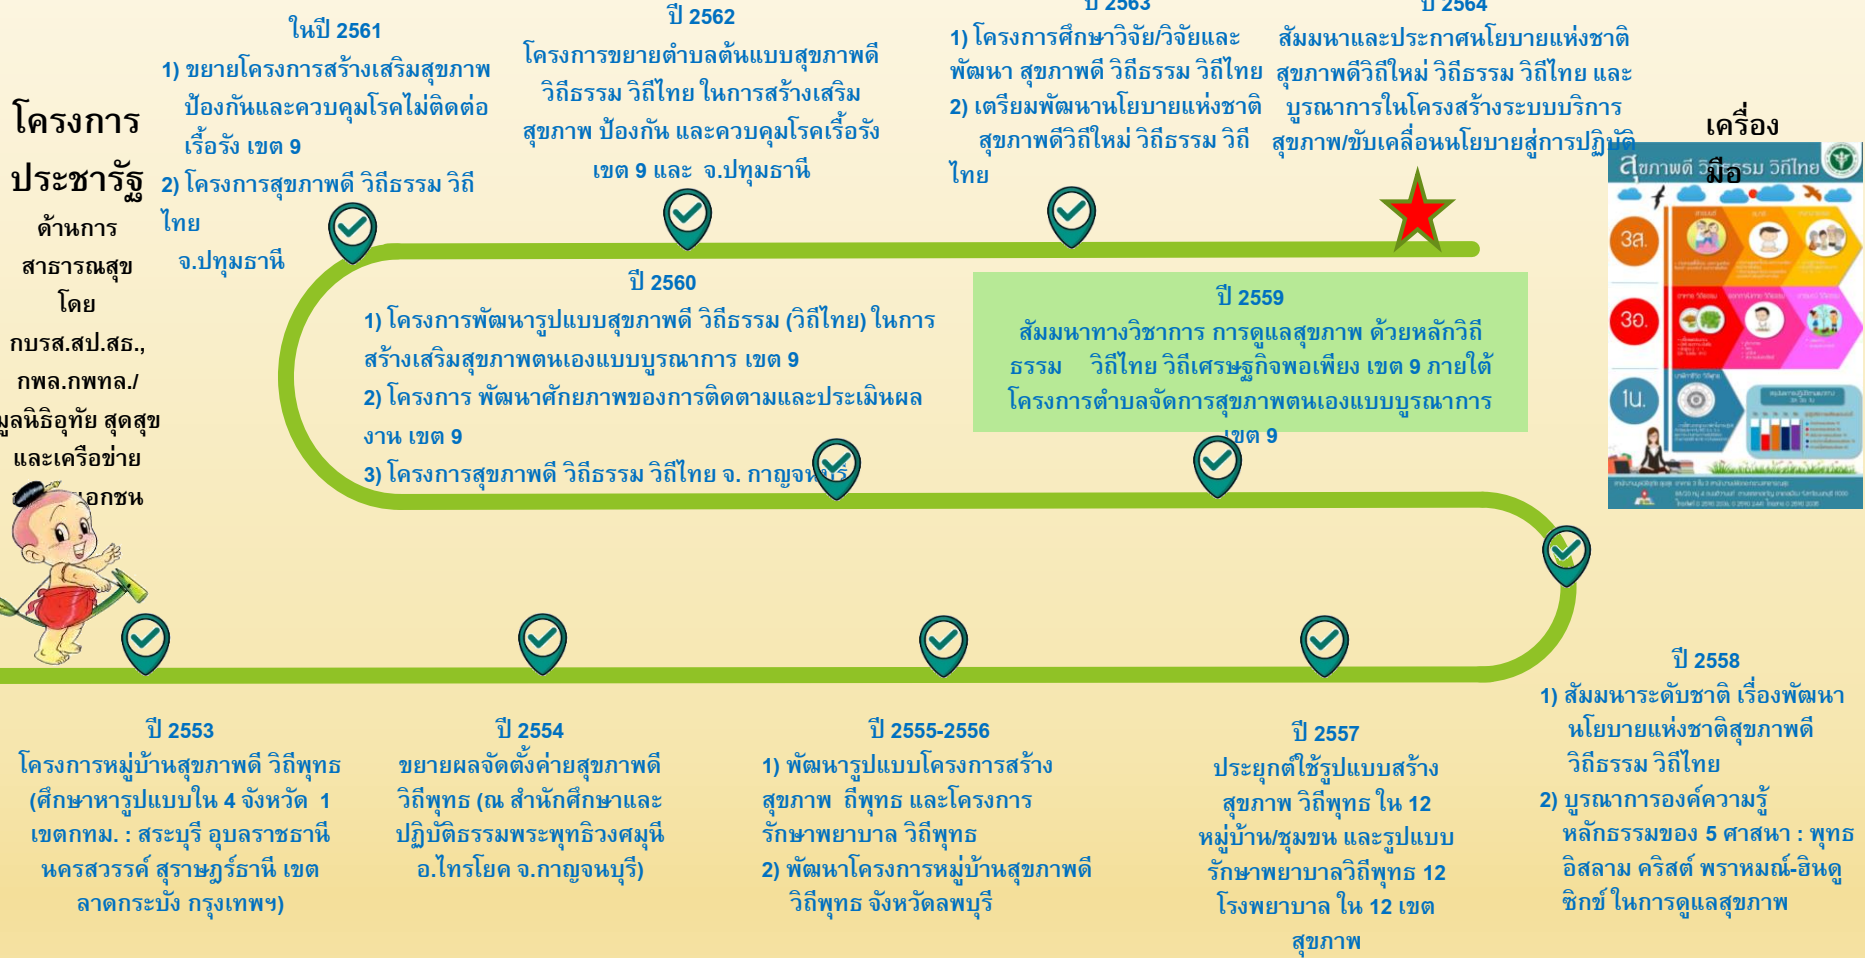 โครงการ
ประชารัฐ
ด้านการ
สาธารณสุข
โดย
กบรส.สป.สธ.,
กพล.กพทล./
มูลนิธิอุทัย สุดสุข
และเครือข่าย
เอกชน
ในปี 2561
1) ขยายโครงการสร้างเสริมสุขภาพ
ป้องกันและควบคุมโรคไม่ติดต่อ
เรื้อรัง เขต 9
2) โครงการสุขภาพดี วิถีธรรม วิถี
ไทย
จ.ปทุมธานี
ปี 2562
โครงการขยายตำบลต้นแบบสุขภาพดี
วิถีธรรม วิถีไทย ในการสร้างเสริม
สุขภาพ ป้องกัน และควบคุมโรคเรื้อรัง
เขต 9 และ จ.ปทุมธานี
ปี 2563
1) โครงการศึกษาวิจัย/วิจัยและ
พัฒนา สุขภาพดี วิถีธรรม วิถีไทย
2) เตรียมพัฒนานโยบายแห่งชาติ
สุขภาพดีวิถีใหม่ วิถีธรรม วิถี
ไทย
ปี 2564
สัมมนาและประกาศนโยบายแห่งชาติ
สุขภาพดีวิถีใหม่ วิถีธรรม วิถีไทย และ
บูรณาการในโครงสร้างระบบบริการ
สุขภาพ/ขับเคลื่อนนโยบายสู่การปฏิบัติ
เครื่อง
มือ
สุขภาพดี วิถีธรรม วิถีไทย
3ส.
3อ.
1น.
ปี 2560
1) โครงการพัฒนารูปแบบสุขภาพดี วิถีธรรม (วิถีไทย) ในการ
สร้างเสริมสุขภาพตนเองแบบบูรณาการ เขต 9
2) โครงการ พัฒนาศักยภาพของการติดตามและประเมินผล
งาน เขต 9
3) โครงการสุขภาพดี วิถีธรรม วิถีไทย จ. กาญจนบุรี
ปี 2559
สัมมนาทางวิชาการ การดูแลสุขภาพ ด้วยหลักวิถี
ธรรม วิถีไทย วิถีเศรษฐกิจพอเพียง เขต 9 ภายใต้
โครงการตำบลจัดการสุขภาพตนเองแบบบูรณาการ
เขต 9
ปี 2553
โครงการหมู่บ้านสุขภาพดี วิถีพุทธ
(ศึกษาหารูปแบบใน 4 จังหวัด 1
เขตกทม. : สระบุรี อุบลราชธานี
นครสวรรค์ สุราษฎร์ธานี เขต
ลาดกระบัง กรุงเทพฯ)
ปี 2554
ขยายผลจัดตั้งค่ายสุขภาพดี
วิถีพุทธ (ณ สำนักศึกษาและ
ปฏิบัติธรรมพระพุทธิวงศมุนี
อ.ไทรโยค จ.กาญจนบุรี)
ปี 2555-2556
1) พัฒนารูปแบบโครงการสร้าง
สุขภาพ ถีพุทธ และโครงการ
รักษาพยาบาล วิถีพุทธ
2) พัฒนาโครงการหมู่บ้านสุขภาพดี
วิถีพุทธ จังหวัดลพบุรี
ปี 2557
ประยุกต์ใช้รูปแบบสร้าง
สุขภาพ วิถีพุทธ ใน 12
หมู่บ้าน/ชุมขน และรูปแบบ
รักษาพยาบาลวิถีพุทธ 12
โรงพยาบาล ใน 12 เขต
สุขภาพ
ปี 2558
1) สัมมนาระดับชาติ เรื่องพัฒนา
นโยบายแห่งชาติสุขภาพดี
วิถีธรรม วิถีไทย
2) บูรณาการองค์ความรู้
หลักธรรมของ 5 ศาสนา : พุทธ
อิสลาม คริสต์ พราหมณ์-ฮินดู
ซิกข์ ในการดูแลสุขภาพ